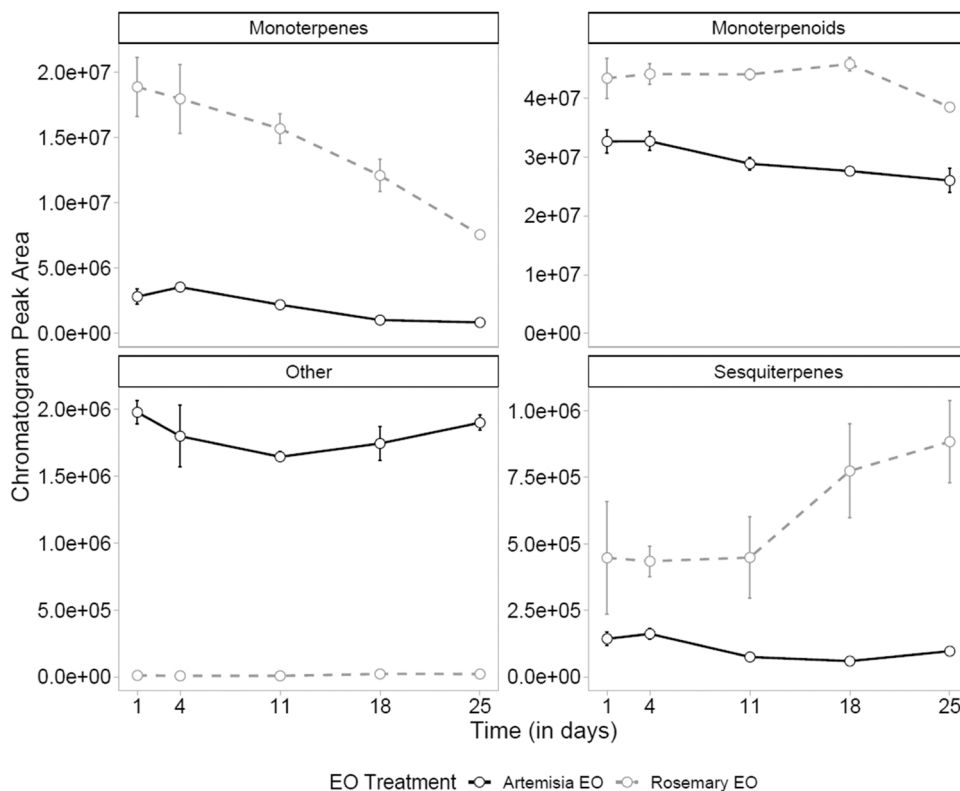 Monoterpenes
Monoterpenoids
2.0e+07
1.5e+07
1.0e+07
5.0e+06
0.0e+00
4e+07
3e+07
2e+07
1e+07
0e+00
Other
Sesquiterpenes
2.0e+06
1.5e+06
1.0e+06
5.0e+05
0.0e+00
1.0e+06
7.5e+05
5.0e+05
2.5e+05
0.0e+00
Chromatogram Peak Area
1 4 11 18 25
1 4 11 18 25
Time (in days)
EO Treatment Artemisia EO Rosemary EO